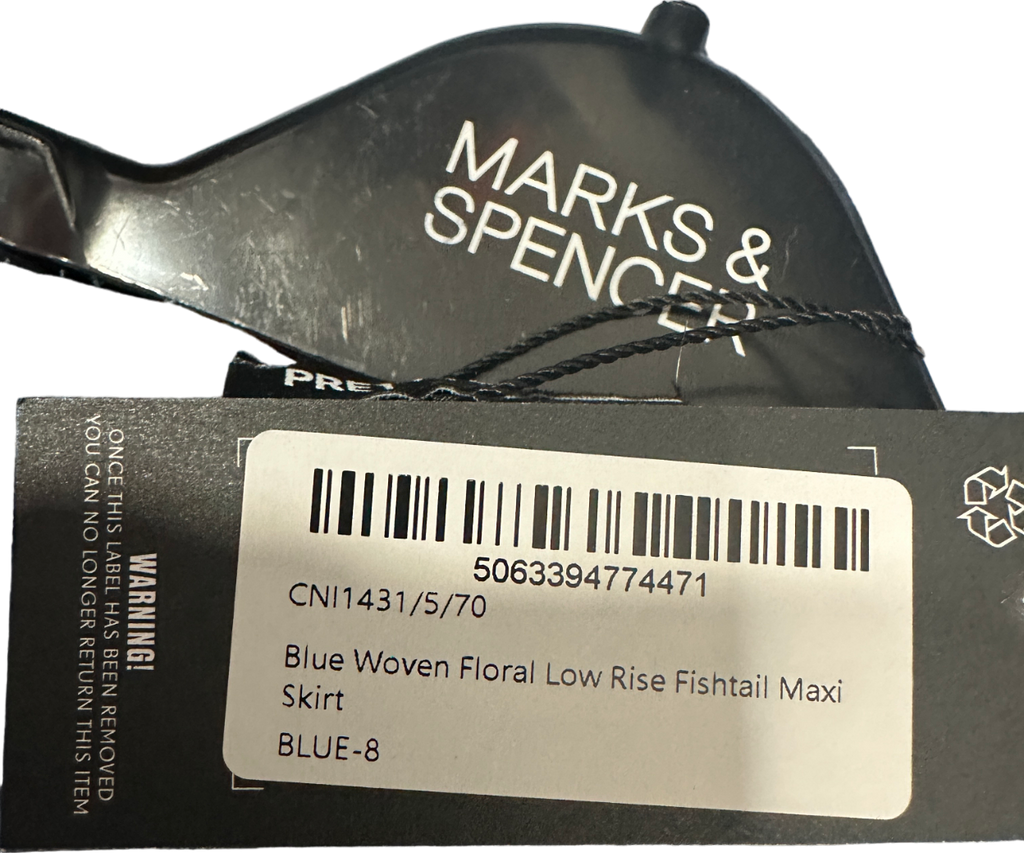 MARKS &
SPENCER
5063394774471
CNI1431/5/70
Blue Woven Floral Low Rise Fishtail Maxi
Skirt
BLUE-8
WARNING!
ONCE THIS LABEL HAS BEEN REMOVED
YOU CAN NO LONGER RETURN THIS ITEM